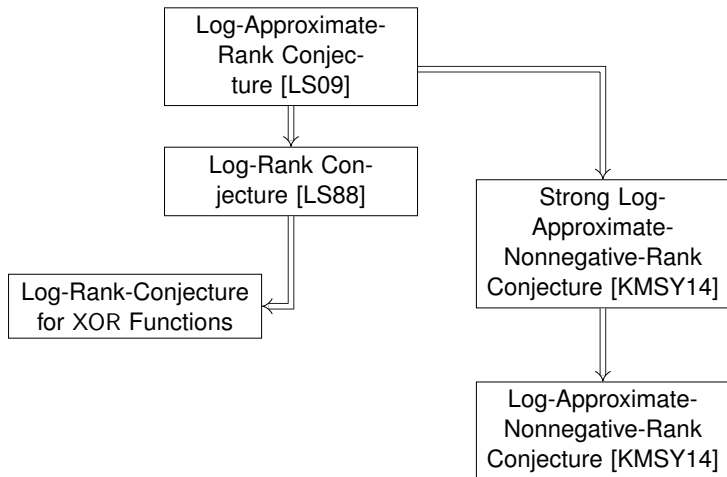 Log-Approximate-
Rank Conjec-
ture [LS09]
Log-Rank Con-
jecture [LS88]
Strong Log-
Approximate-
Nonnegative-Rank
Conjecture [KMSY14]
Log-Rank-Conjecture
for XOR Functions
Log-Approximate-
Nonnegative-Rank
Conjecture [KMSY14]